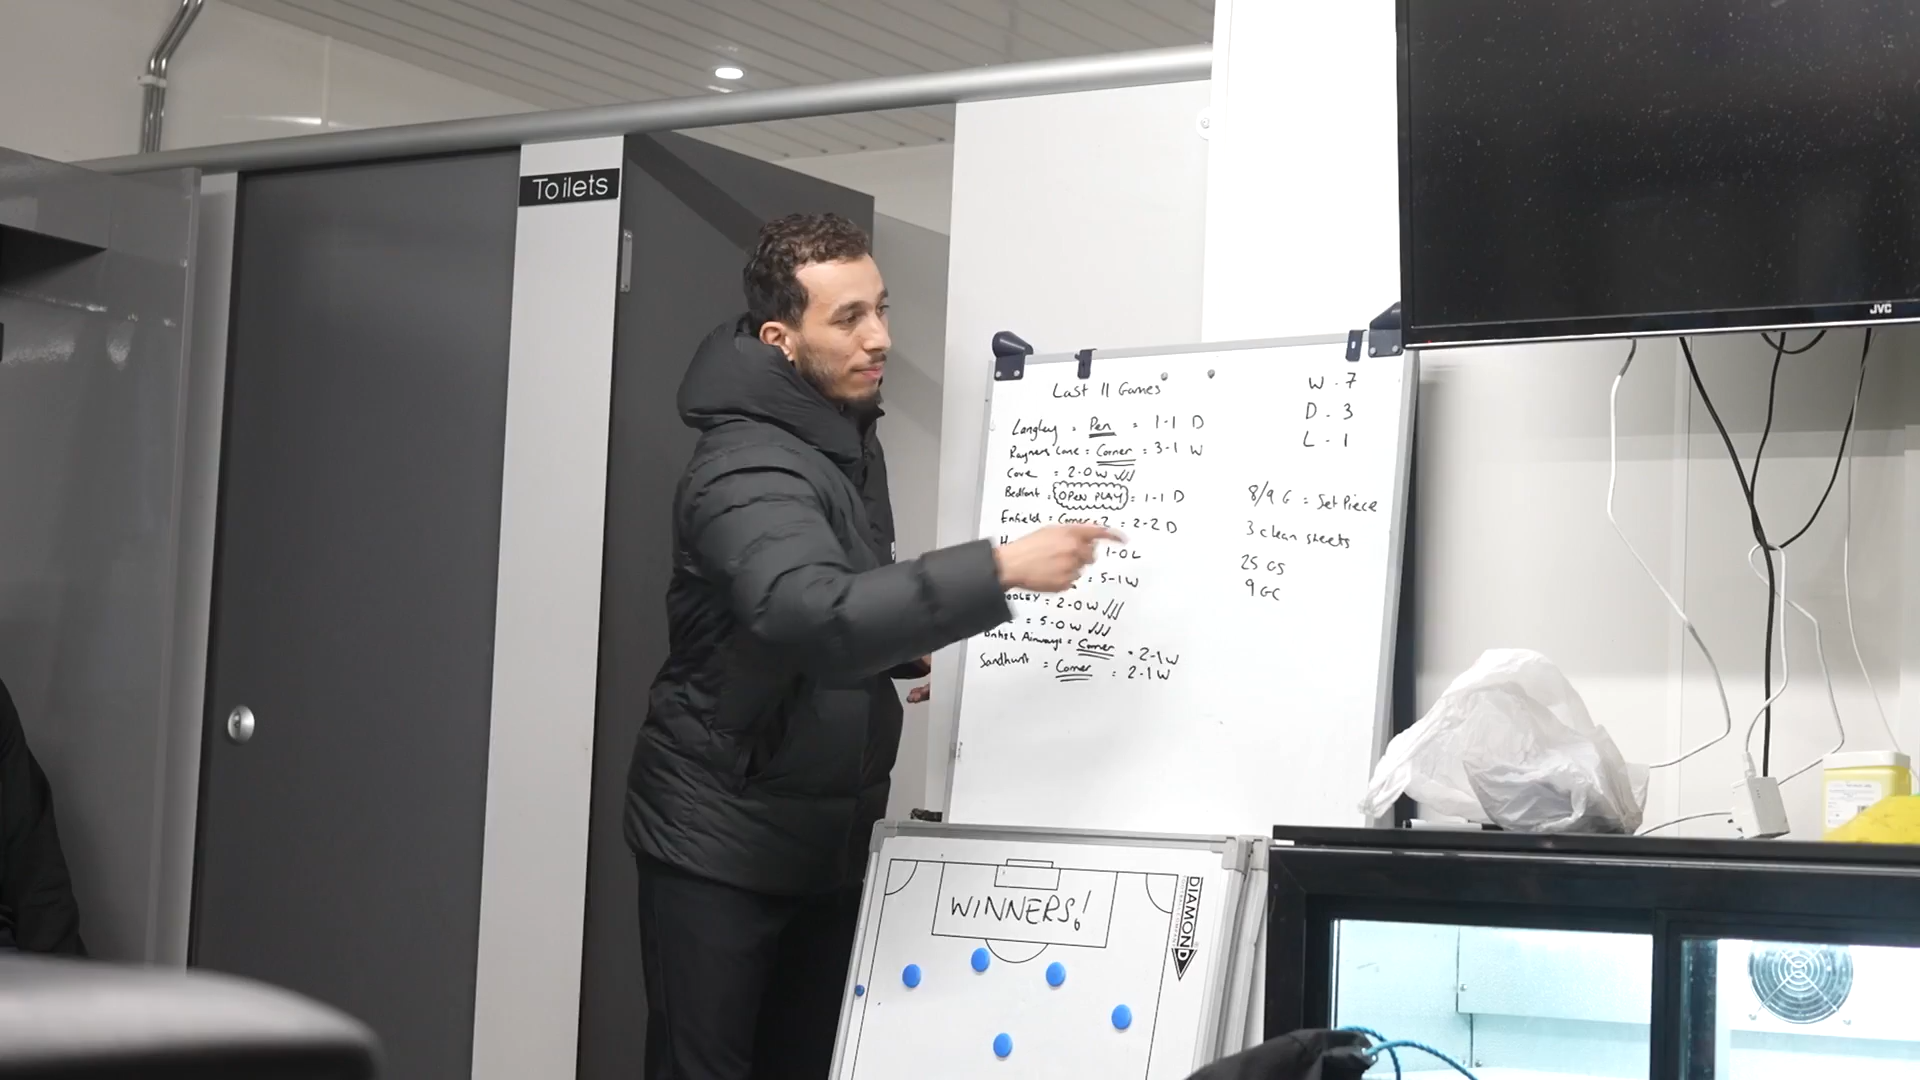 Toilets
JVC
Last 11 Games
Langley = Pen = 1-1 D
Rayners Lane = Corner = 3-1 W
Cove = 2-0 W ✓✓✓
Bedfont = OPEN PLAY = 1-1 D
Enfield = Corner x 2 = 2-2 D
1-0 L
= 5-1 W
= 2-0 W ✓✓✓
= 5-0 W ✓✓✓
British Airways = Corner = 2-1 W
Sandhurst = Corner = 2-1 W
W - 7
D - 3
L - 1
8/9 G = Set Piece
3 clean sheets
25 GS
9 GC
WINNERS!
DIAMOND